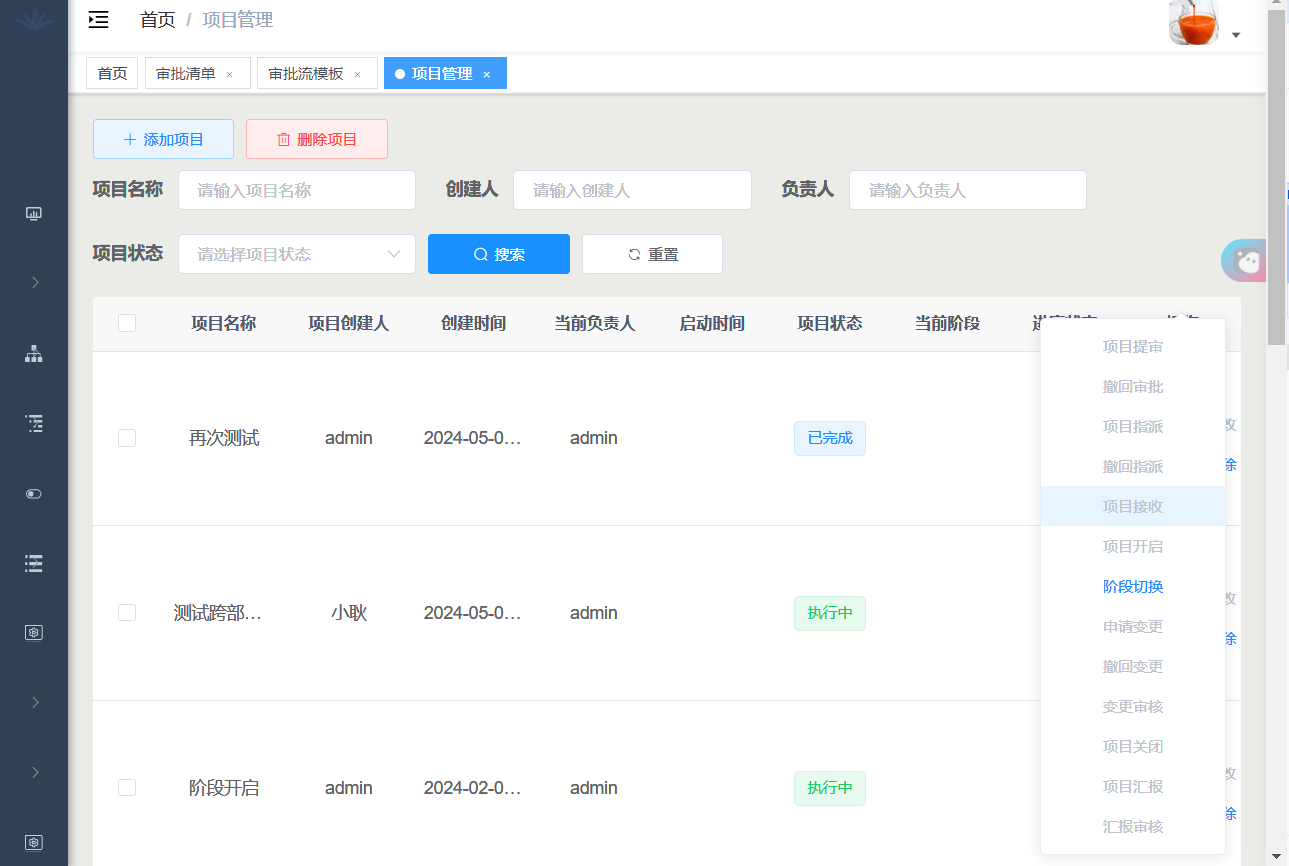 首页 / 项目管理
首页 审批清单 × 审批流模板 × 项目管理 ×
添加项目 删除项目
项目名称 请输入项目名称 创建人 请输入创建人 负责人 请输入负责人
项目状态 请选择项目状态 搜索 重置
项目名称 项目创建人 创建时间 当前负责人 启动时间 项目状态 当前阶段
项目提审
撤回审批
项目指派
撤回指派
项目接收
项目开启
阶段切换
申请变更
撤回变更
变更审核
项目关闭
项目汇报
汇报审核
再次测试 admin 2024-05-0... admin 已完成
改
除
测试跨部... 小耿 2024-05-0... admin 执行中
改
除
阶段开启 admin 2024-02-0... admin 执行中
改
除